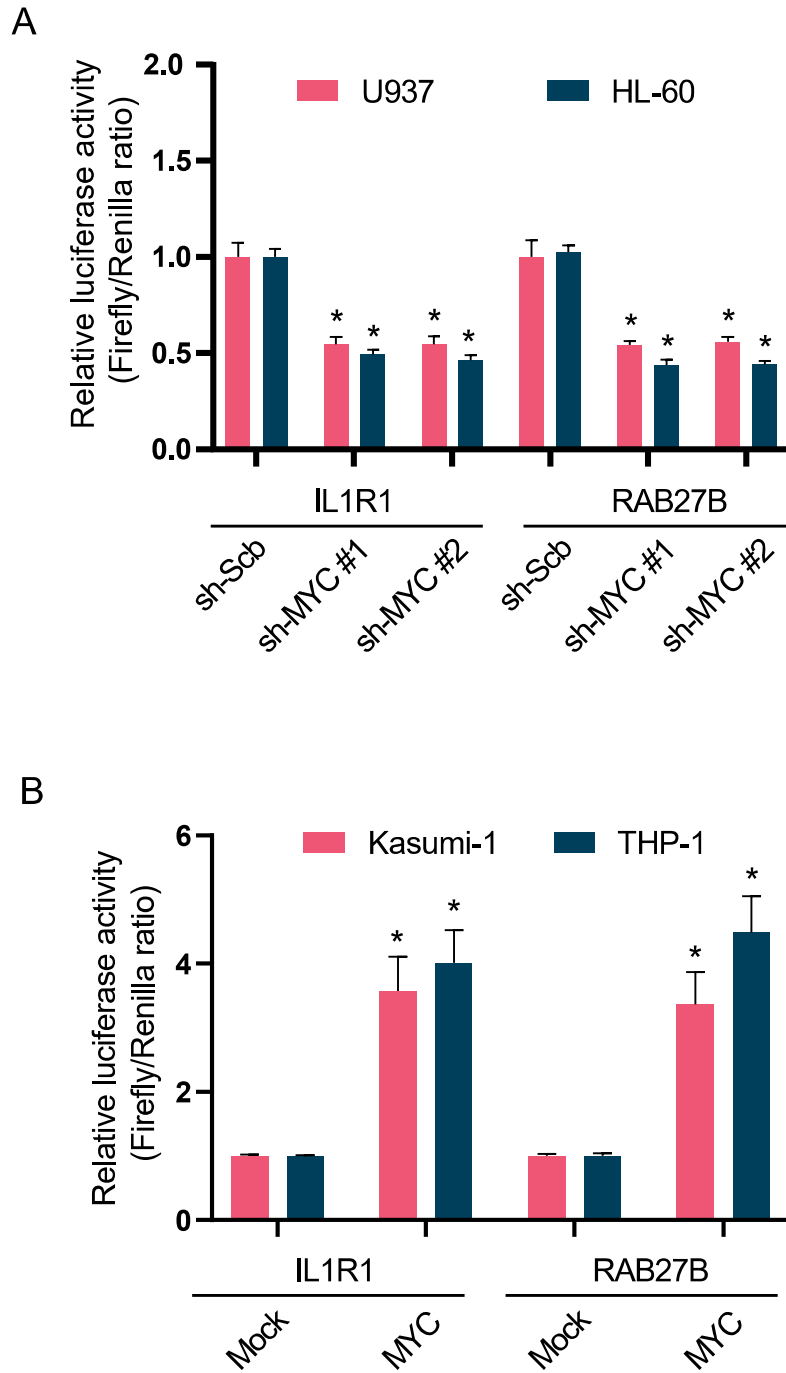 A
Relative luciferase activity
(Firefly/Renilla ratio)
U937
HL-60
2.0
1.5
1.0
0.5
0.0
* * * * * * * *
IL1R1
RAB27B
sh-Scb
sh-MYC #1
sh-MYC #2
sh-Scb
sh-MYC #1
sh-MYC #2
B
Relative luciferase activity
(Firefly/Renilla ratio)
Kasumi-1
THP-1
6
4
2
0
* * * *
IL1R1
RAB27B
Mock
MYC
Mock
MYC